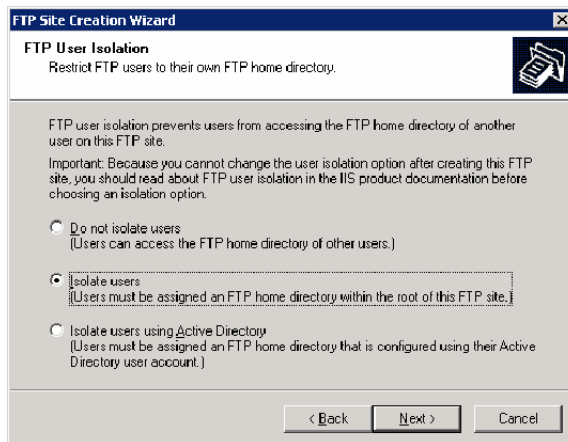 FTP Site Creation Wizard
FTP User Isolation
Restrict FTP users to their own FTP home directory.
FTP user isolation prevents users from accessing the FTP home directory of another
user on this FTP site.
Important: Because you cannot change the user isolation option after creating this FTP
site, you should read about FTP user isolation in the IIS product documentation before
choosing an isolation option.
Do not isolate users
(Users can access the FTP home directory of other users.)
Isolate users
(Users must be assigned an FTP home directory within the root of this FTP site.)
Isolate users using Active Directory
(Users must be assigned an FTP home directory that is configured using their Active
Directory user account.)
< Back
Next >
Cancel